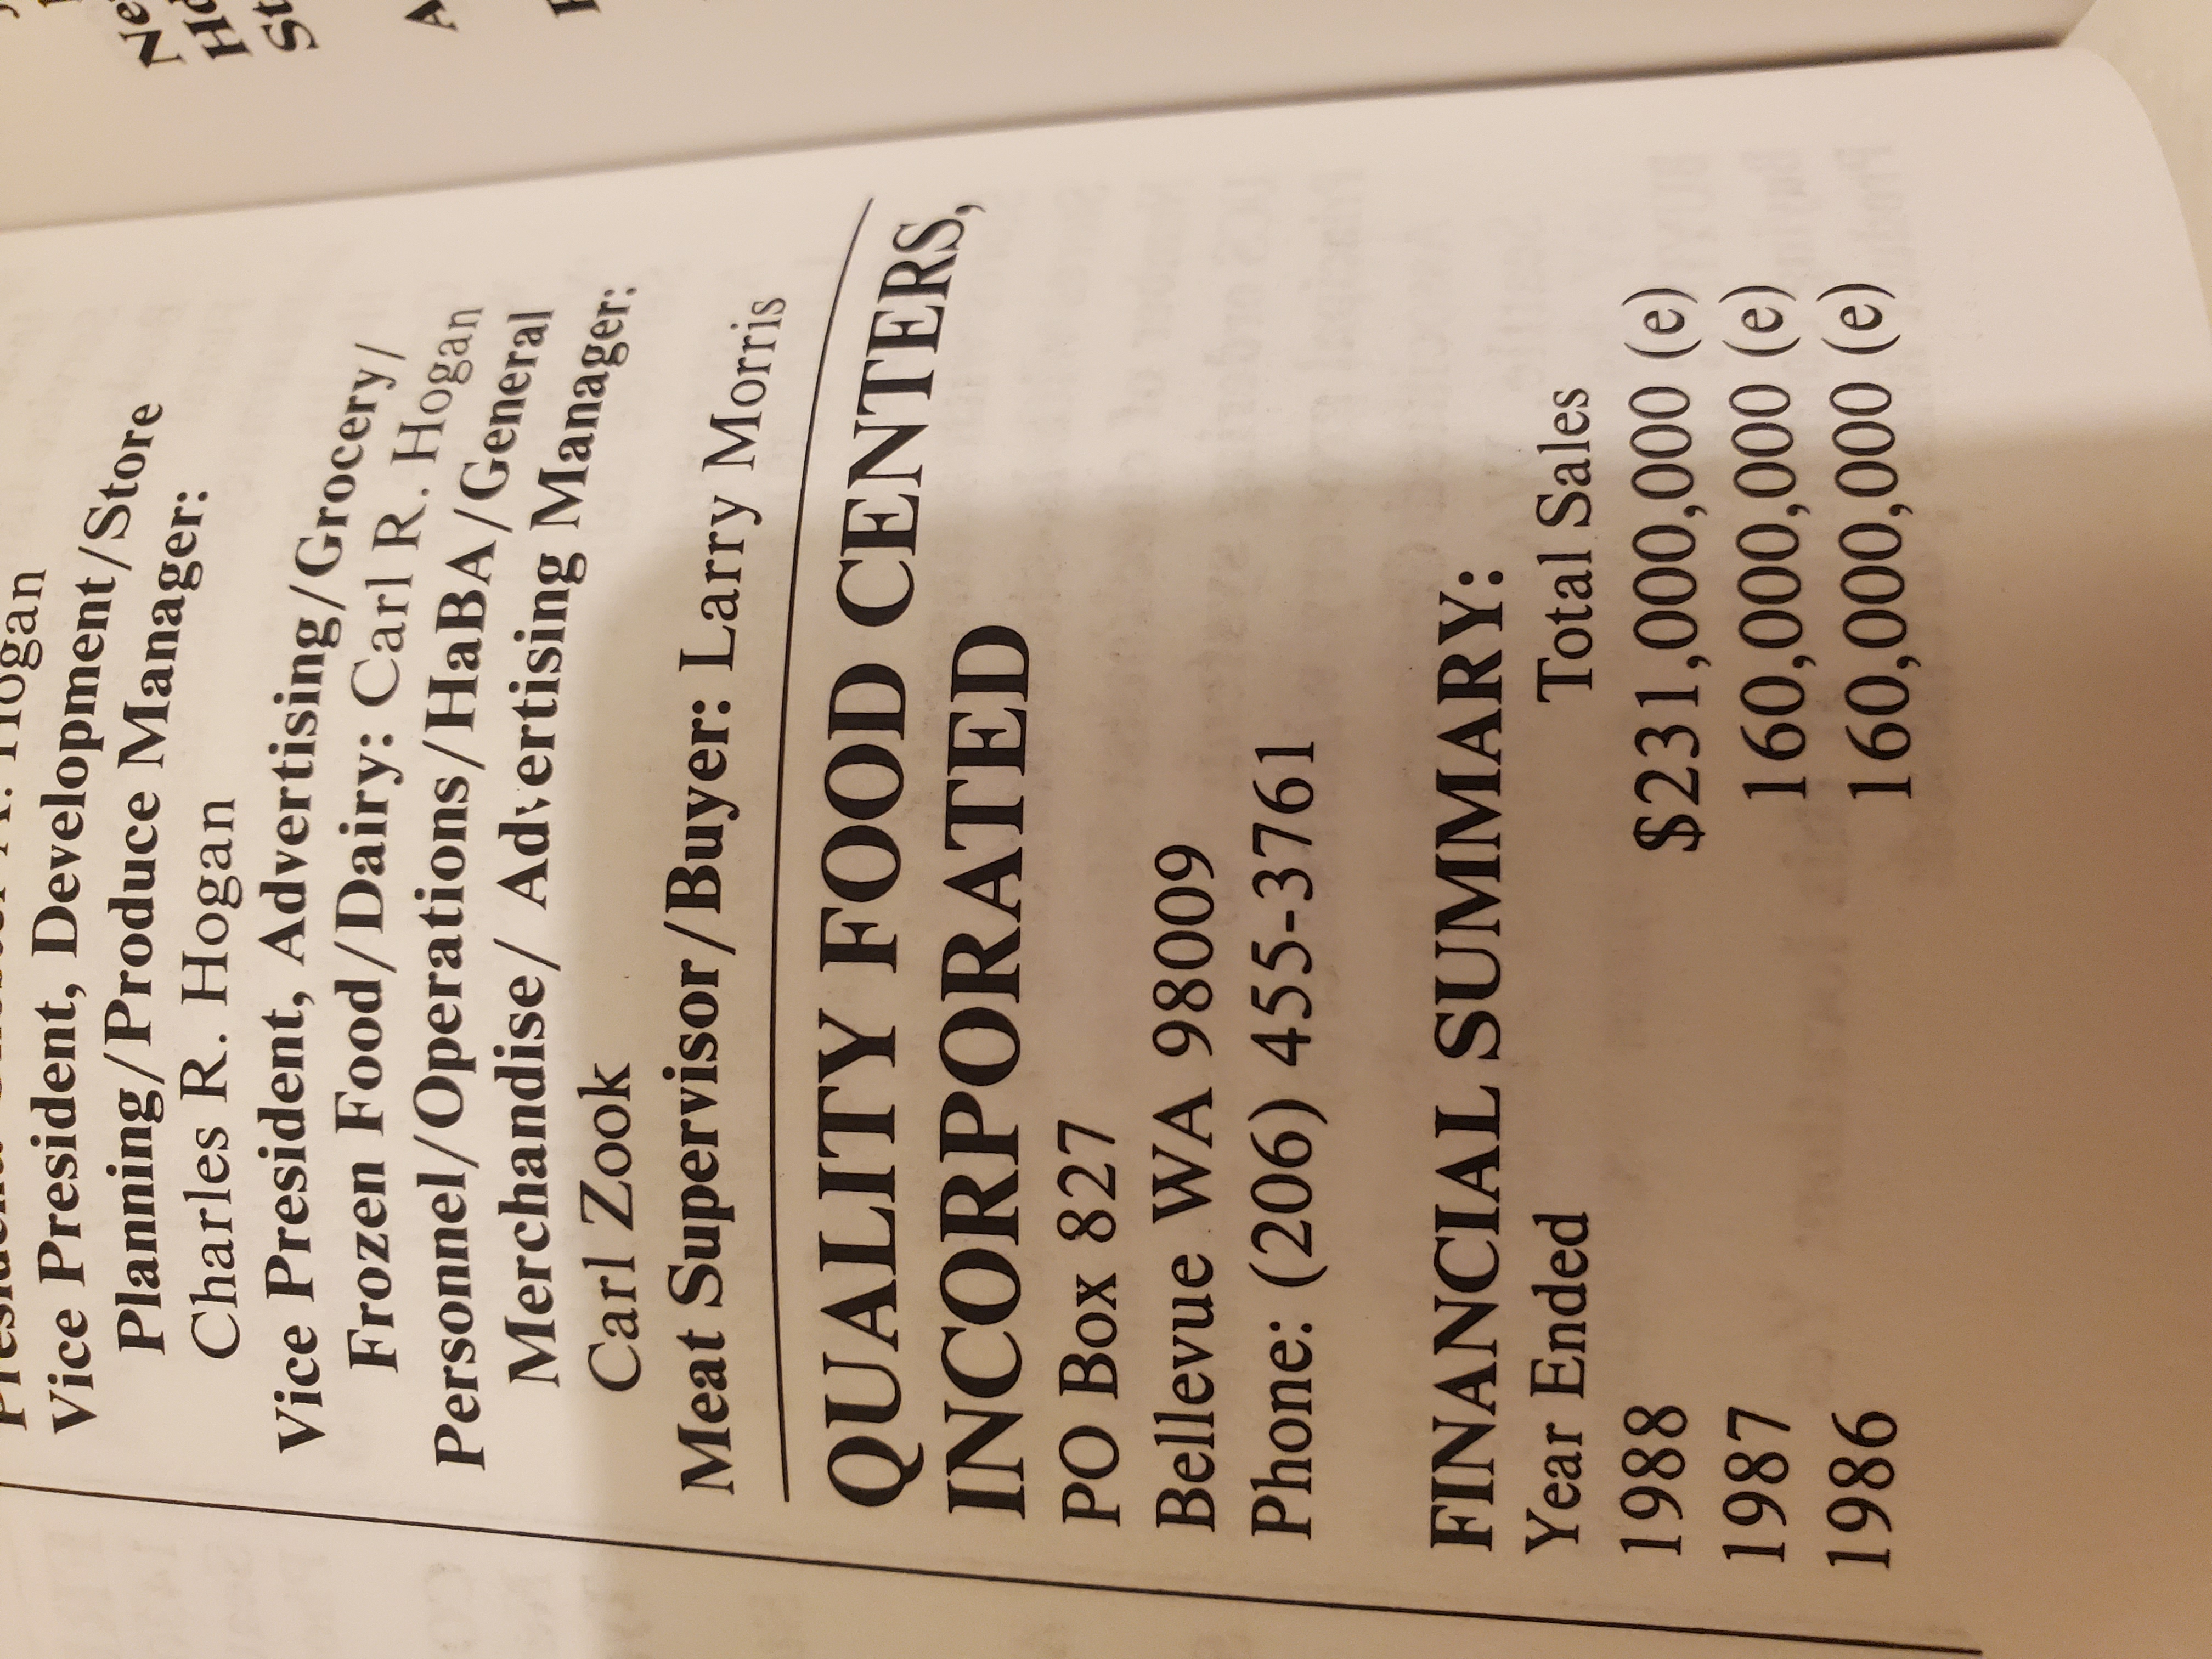 Hogan
Vice President, Development/Store
Planning/Produce Manager:
Charles R. Hogan
Vice President, Advertising/Grocery/
Frozen Food/Dairy: Carl R. Hogan
Personnel/Operations/HaBA/General
Merchandise/ Advertising Manager:
Carl Zook
Meat Supervisor/Buyer: Larry Morris
QUALITY FOOD CENTERS,
INCORPORATED
PO Box 827
Bellevue WA 98009
Phone: (206) 455-3761
FINANCIAL SUMMARY:
Year Ended Total Sales
1988 $231,000,000 (e)
1987 160,000,000 (e)
1986 160,000,000 (e)